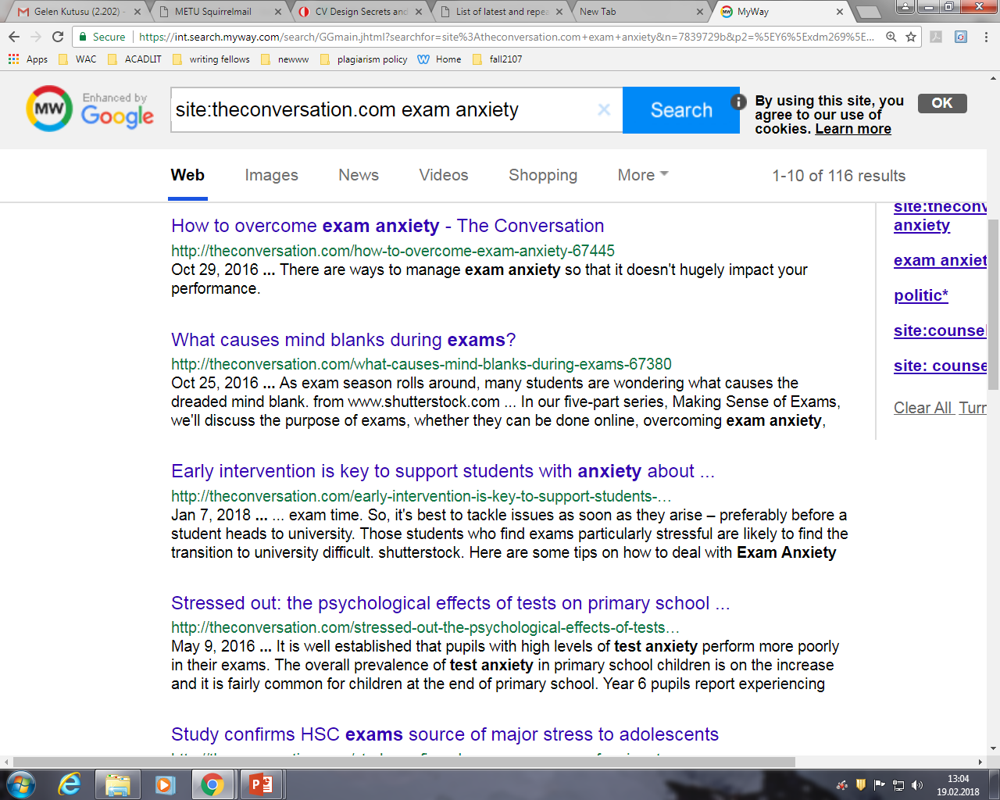 Gelen Kutusu (2.202) -
METU Squirrelmail
CV Design Secrets and
List of latest and repea
New Tab
MyWay
Secure
https://int.search.myway.com/search/GGmain.jhtml?searchfor=site%3Atheconversation.com+exam+anxiety&n=7839729b&p2=%5EY6%5Exdm269%5E...
Apps WAC ACADLIT writing fellows newww plagiarism policy Home fall2107
MW
Enhanced by
Google
site:theconversation.com exam anxiety
Search
By using this site, you
agree to our use of
cookies. Learn more
OK
Web Images News Videos Shopping More 1-10 of 116 results
How to overcome exam anxiety - The Conversation
http://theconversation.com/how-to-overcome-exam-anxiety-67445
Oct 29, 2016 ... There are ways to manage exam anxiety so that it doesn't hugely impact your
performance.
What causes mind blanks during exams?
http://theconversation.com/what-causes-mind-blanks-during-exams-67380
Oct 25, 2016 ... As exam season rolls around, many students are wondering what causes the
dreaded mind blank. from www.shutterstock.com ... In our five-part series, Making Sense of Exams,
we'll discuss the purpose of exams, whether they can be done online, overcoming exam anxiety,
Early intervention is key to support students with anxiety about ...
http://theconversation.com/early-intervention-is-key-to-support-students-...
Jan 7, 2018 ... ... exam time. So, it's best to tackle issues as soon as they arise – preferably before a
student heads to university. Those students who find exams particularly stressful are likely to find the
transition to university difficult. shutterstock. Here are some tips on how to deal with Exam Anxiety
Stressed out: the psychological effects of tests on primary school ...
http://theconversation.com/stressed-out-the-psychological-effects-of-tests...
May 9, 2016 ... It is well established that pupils with high levels of test anxiety perform more poorly
in their exams. The overall prevalence of test anxiety in primary school children is on the increase
and it is fairly common for children at the end of primary school. Year 6 pupils report experiencing
Study confirms HSC exams source of major stress to adolescents
site:theconv
anxiety
exam anxiet
politic*
site:counsel
site: counse
Clear All Turr
13:04
19.02.2018